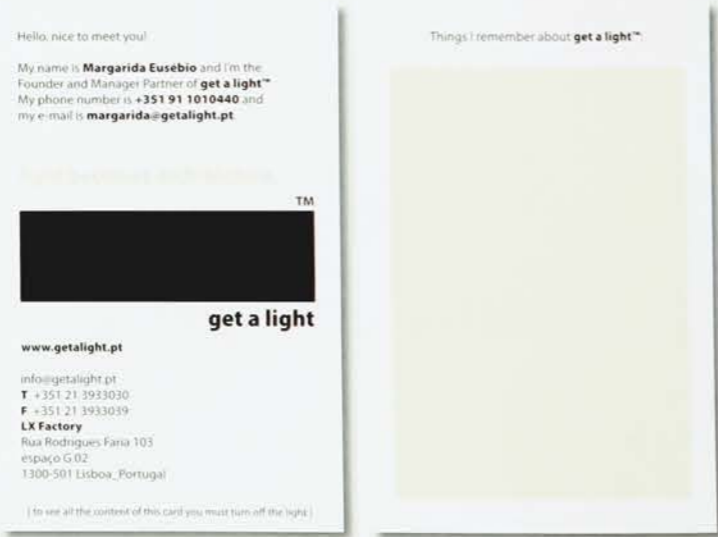 Hello, nice to meet you!
My name is Margarida Eusébio and I'm the
Founder and Manager Partner of get a light™
My phone number is +351 91 1010440 and
my e-mail is margarida@getalight.pt
TM
get a light
www.getalight.pt
info@getalight.pt
T +351 21 3933030
F +351 21 3933039
LX Factory
Rua Rodrigues Faria 103
espaço G 02
1300-501 Lisboa_Portugal
( to see all the content of this card you must turn off the light )
Things I remember about get a light™: